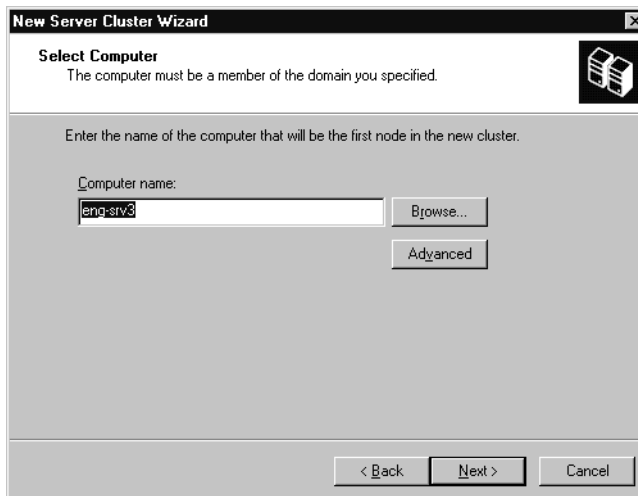 New Server Cluster Wizard
Select Computer
The computer must be a member of the domain you specified.
Enter the name of the computer that will be the first node in the new cluster.
Computer name:
eng-srv3
Browse...
Advanced
< Back
Next >
Cancel